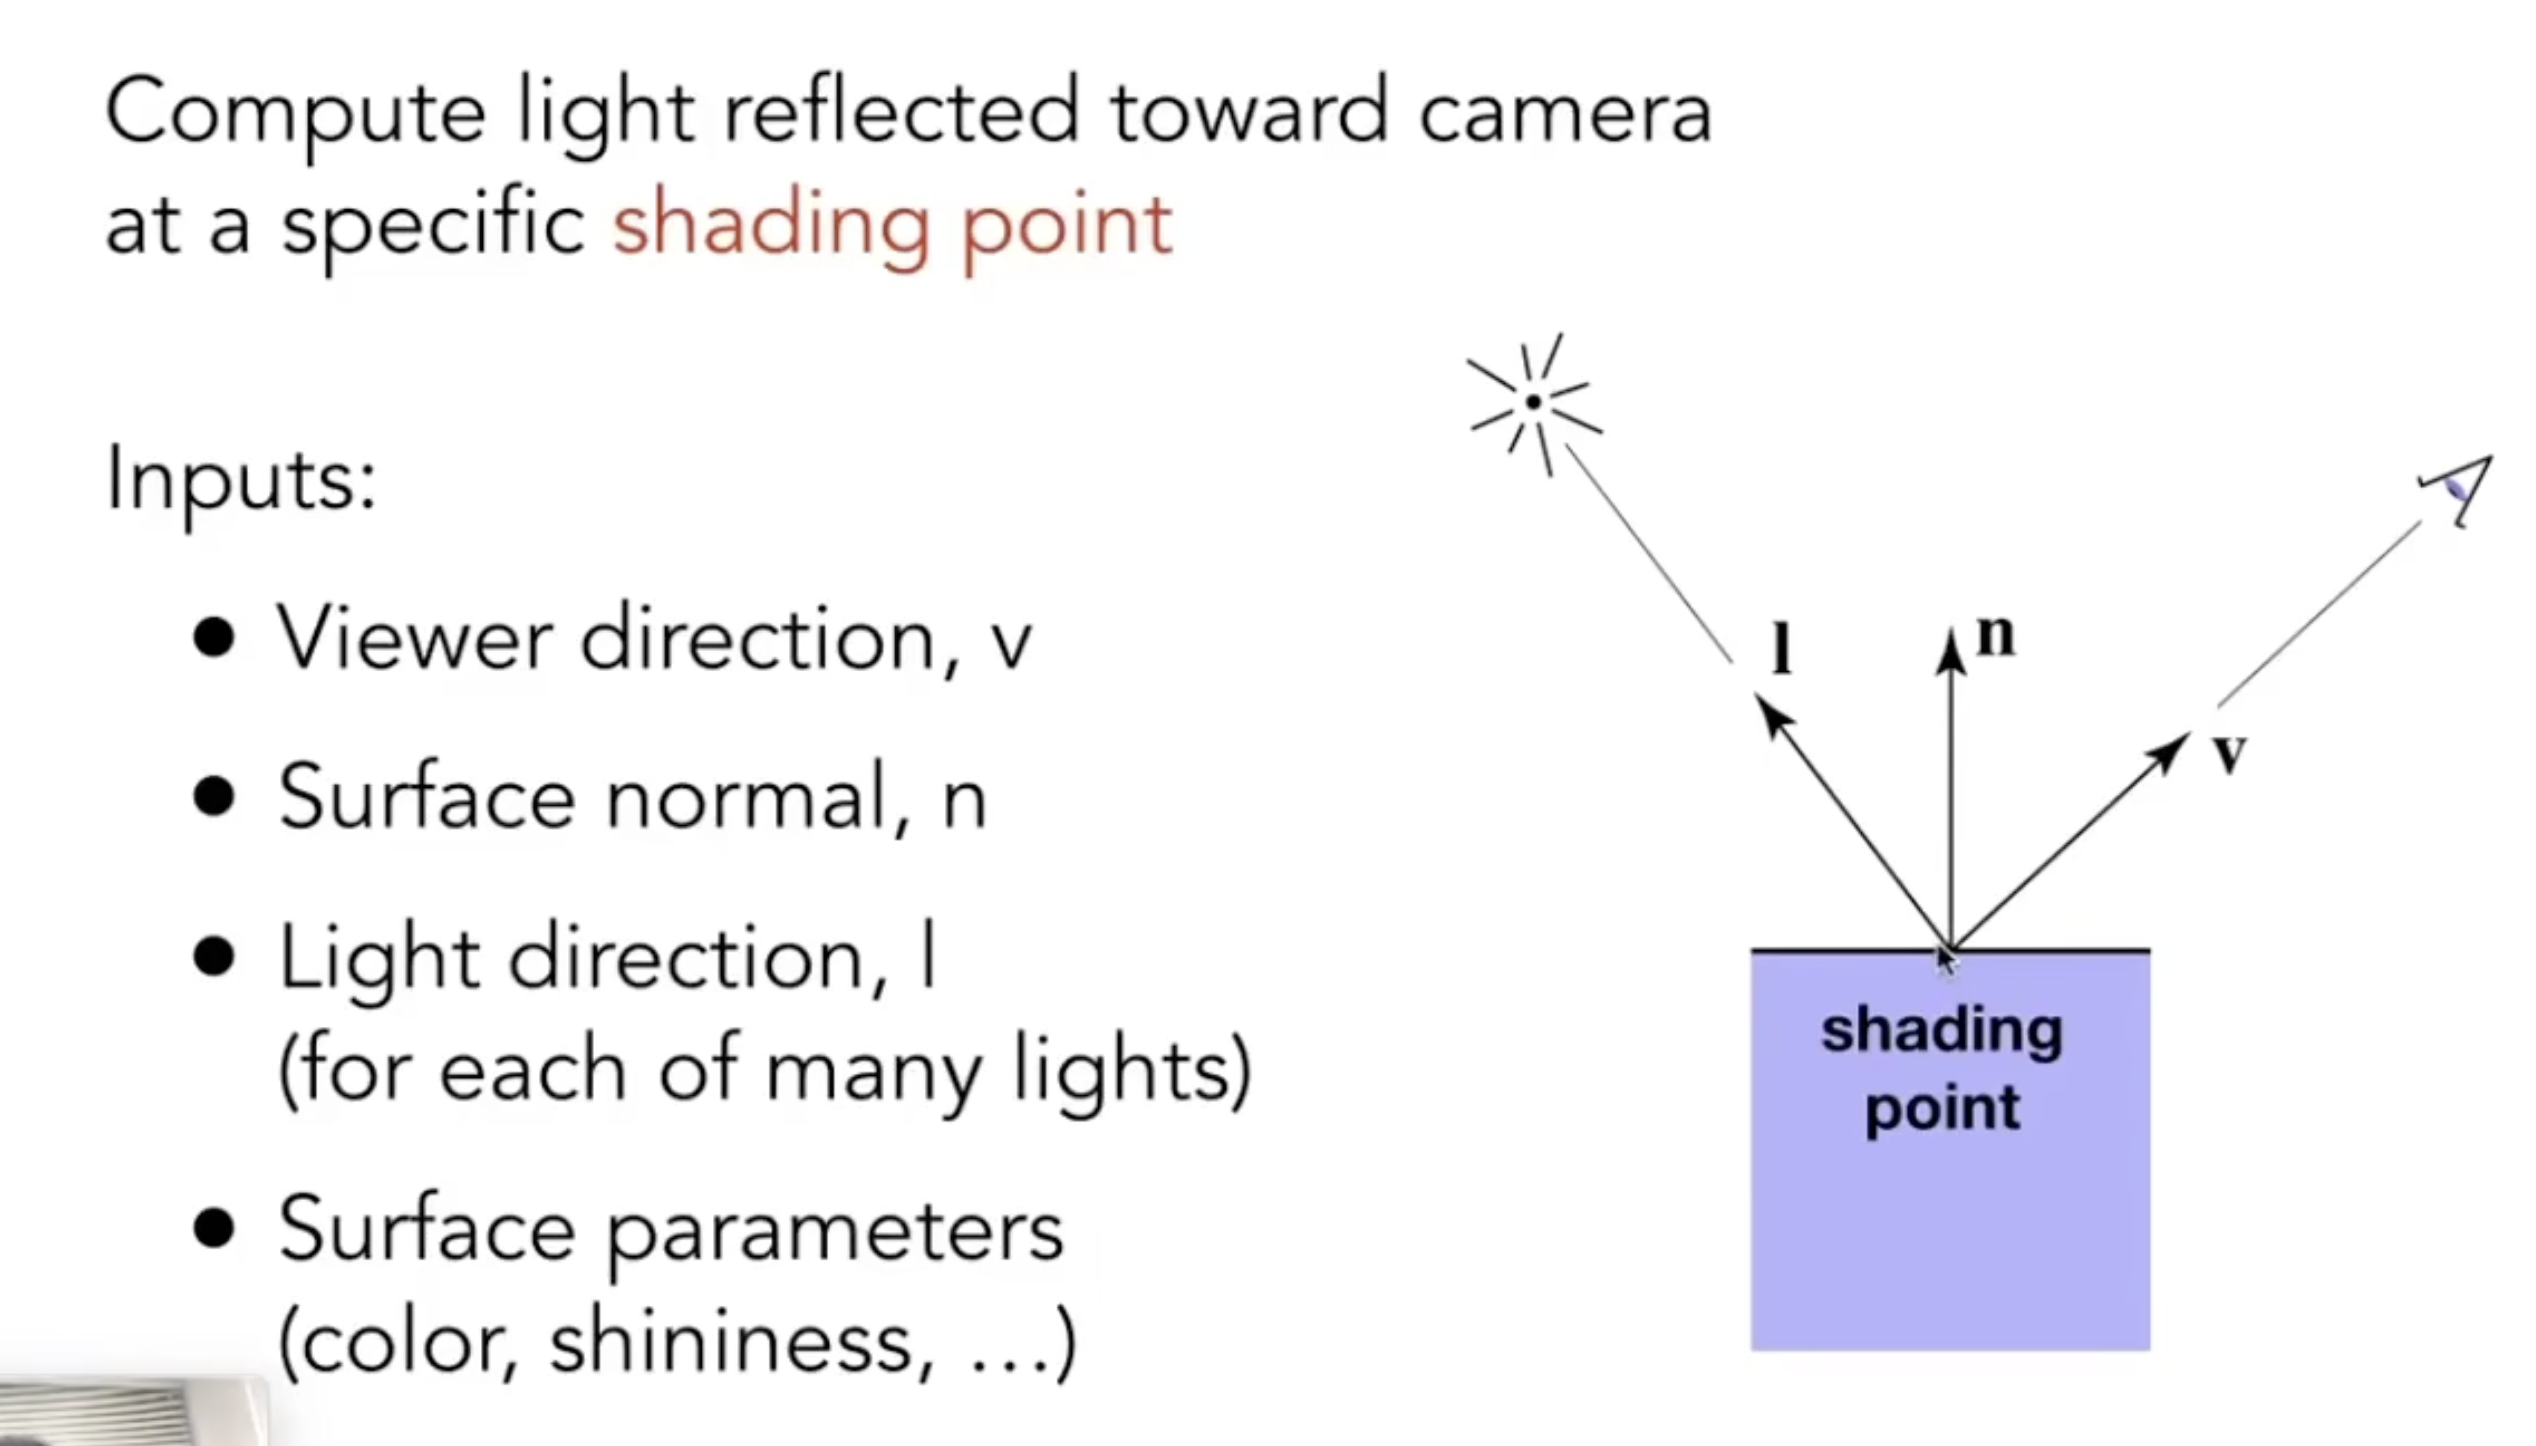 Compute light reflected toward camera
at a specific shading point
Inputs:
● Viewer direction, v
● Surface normal, n
● Light direction, l
(for each of many lights)
● Surface parameters
(color, shininess, …)
l
n
v
shading
point